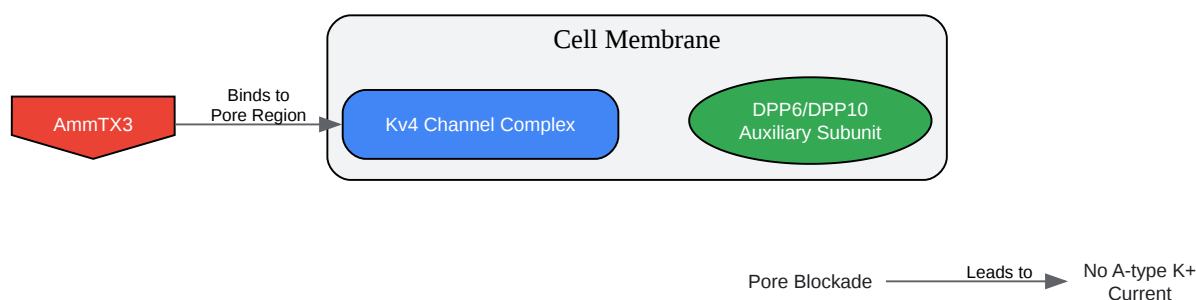 Cell Membrane
AmmTX3
Binds to
Pore Region
Kv4 Channel Complex
DPP6/DPP10
Auxiliary Subunit
Pore Blockade
Leads to
No A-type K+
Current